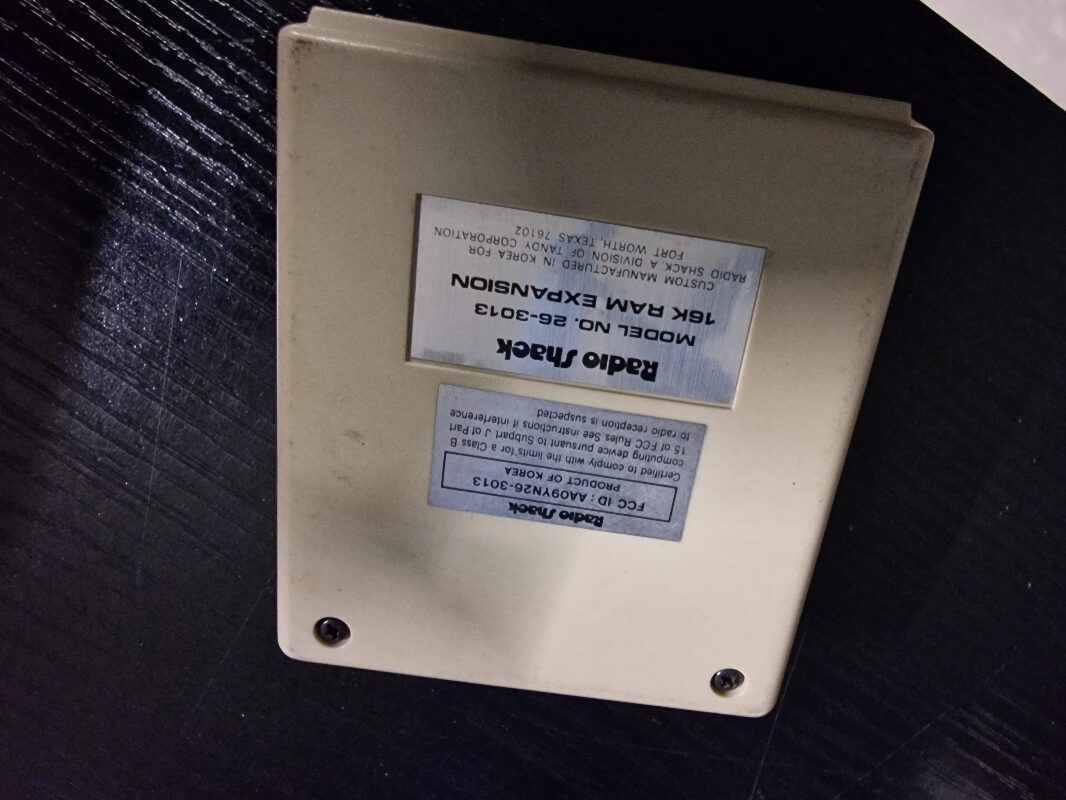 Radio Shack
FCC ID : AAO9YN26-3013
PRODUCT OF KOREA
Certified to comply with the limits for a Class B
computing device pursuant to Subpart J of Part
15 of FCC Rules See instructions if interference
to radio reception is suspected
Radio Shack
MODEL NO. 26-3013
16K RAM EXPANSION
CUSTOM MANUFACTURED IN KOREA FOR
RADIO SHACK, A DIVISION OF TANDY CORPORATION
FORT WORTH, TEXAS 76102